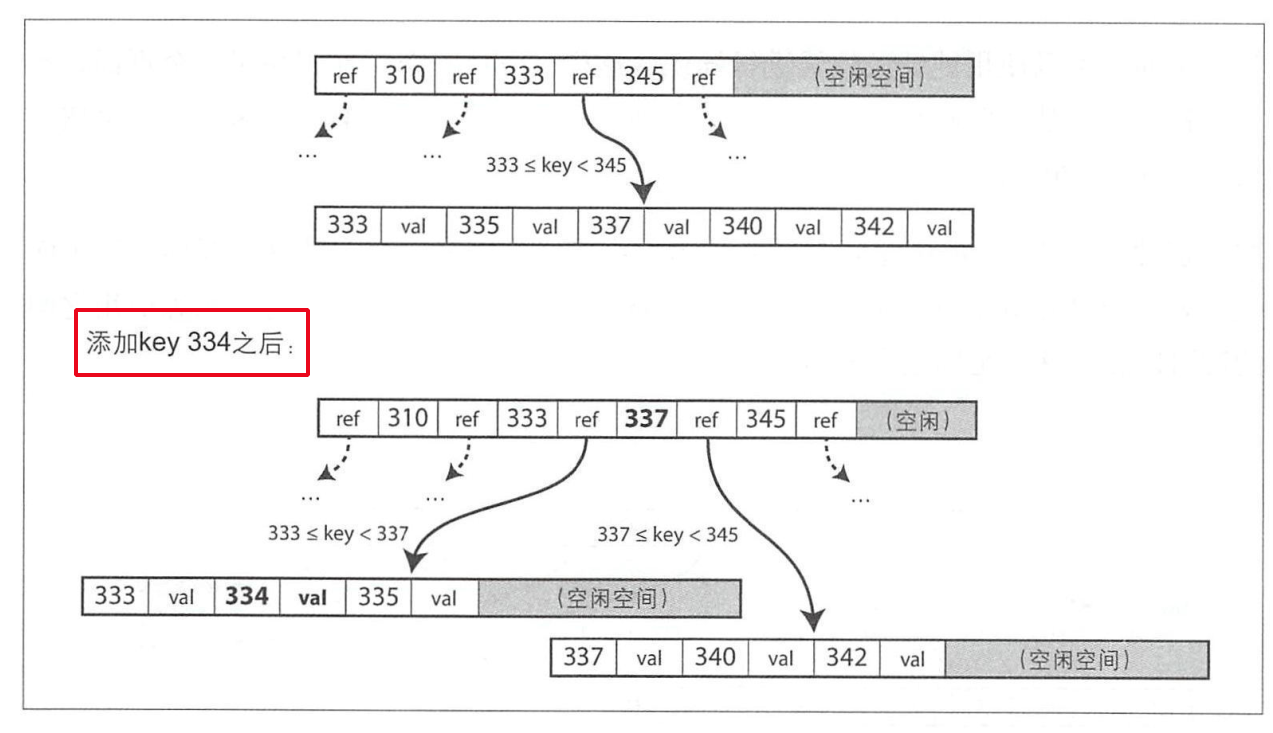 ref 310 ref 333 ref 345 ref (空闲空间)
... ... ...
333 ≤ key < 345
333 val 335 val 337 val 340 val 342 val
添加key 334之后:
ref 310 ref 333 ref 337 ref 345 ref (空闲)
... ... ...
333 ≤ key < 337 337 ≤ key < 345
333 val 334 val 335 val (空闲空间)
337 val 340 val 342 val (空闲空间)